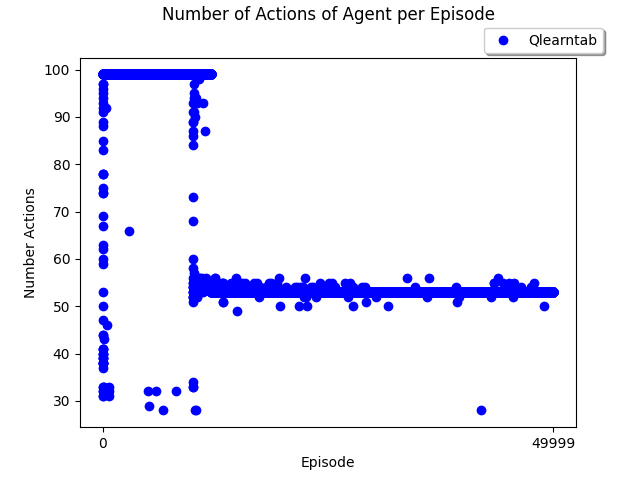 Number of Actions of Agent per Episode
Qlearntab
100
90
80
70
60
50
40
30
Number Actions
0
49999
Episode